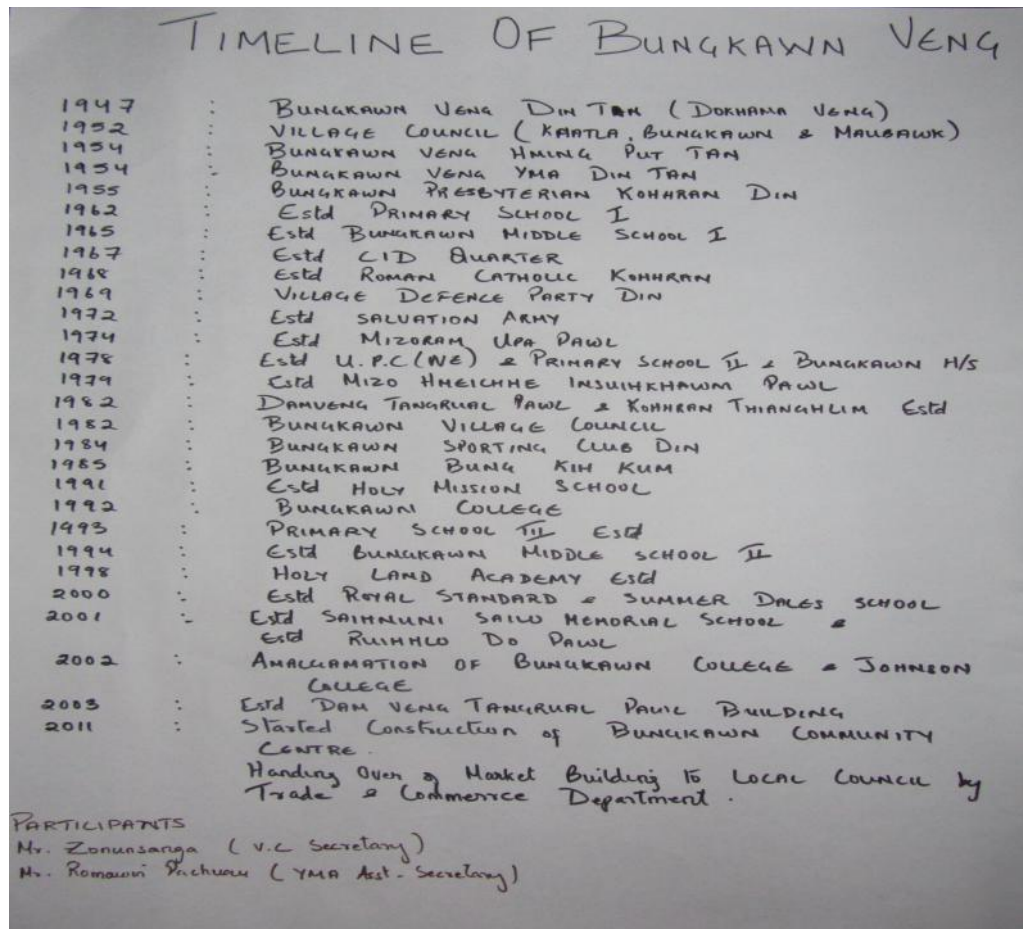 TIMELINE OF BUNGKAWN VENG
1947 : BUNGKAWN VENG DIN TAN (DOKHAMA VENG)
1952 : VILLAGE COUNCIL (KHATLA, BUNGKAWN & MAUBAWK)
1954 : BUNGKAWN VENG HMING PUT TAN
1954 : BUNGKAWN VENG YMA DIN TAN
1955 : BUNGKAWN PRESBYTERIAN KOHHRAN DIN
1962 : Estd PRIMARY SCHOOL I
1965 : Estd BUNGKAWN MIDDLE SCHOOL I
1967 : Estd CID QUARTER
1968 : Estd ROMAN CATHOLIC KOHHRAN
1969 : VILLAGE DEFENCE PARTY DIN
1972 : Estd SALVATION ARMY
1974 : Estd MIZORAM UPA PAWL
1978 : Estd U.P.C (NE) & PRIMARY SCHOOL II & BUNGKAWN H/S
1979 : Estd MIZO HMEICHHE INSUIHKHAWM PAWL
1982 : DAMVENG TANGRUAL PAWL & KOHHRAN THIANGHLIM Estd
1982 : BUNGKAWN VILLAGE COUNCIL
1984 : BUNGKAWN SPORTING CLUB DIN
1985 : BUNGKAWN BUNG KIH KUM
1991 : Estd HOLY MISSION SCHOOL
1992 : BUNGKAWN COLLEGE
1993 : PRIMARY SCHOOL III Estd
1994 : Estd BUNGKAWN MIDDLE SCHOOL II
1998 : HOLY LAND ACADEMY Estd
2000 : Estd ROYAL STANDARD & SUMMER DALES SCHOOL
2001 : Estd SAIHNUNI SAILO MEMORIAL SCHOOL &
Estd RUIHHLO DO PAWL
2002 : AMALGAMATION OF BUNGKAWN COLLEGE & JOHNSON
COLLEGE
2003 : Estd DAM VENG TANGRUAL PAWL BUILDING
2011 : Started Construction of BUNGKAWN COMMUNITY
CENTRE.
Handing Over of Market Building to LOCAL COUNCIL by
Trade & Commerrce Department.
PARTICIPANTS
Mr. Zonunsanga (V.C Secretary)
Mr. Romawii Pachuau (YMA Asst. Secretary)